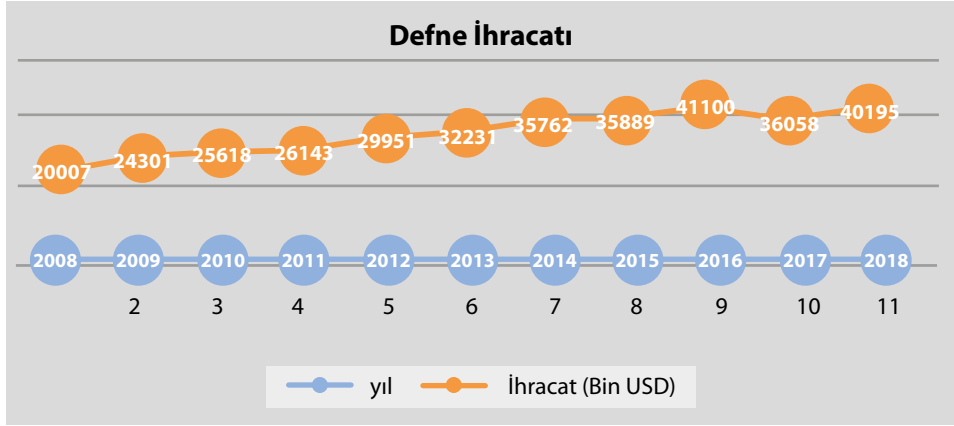 Defne İhracatı
20007 24301 25618 26143 29951 32231 35762 35889 41100 36058 40195
2008 2009 2010 2011 2012 2013 2014 2015 2016 2017 2018
2 3 4 5 6 7 8 9 10 11
yıl İhracat (Bin USD)